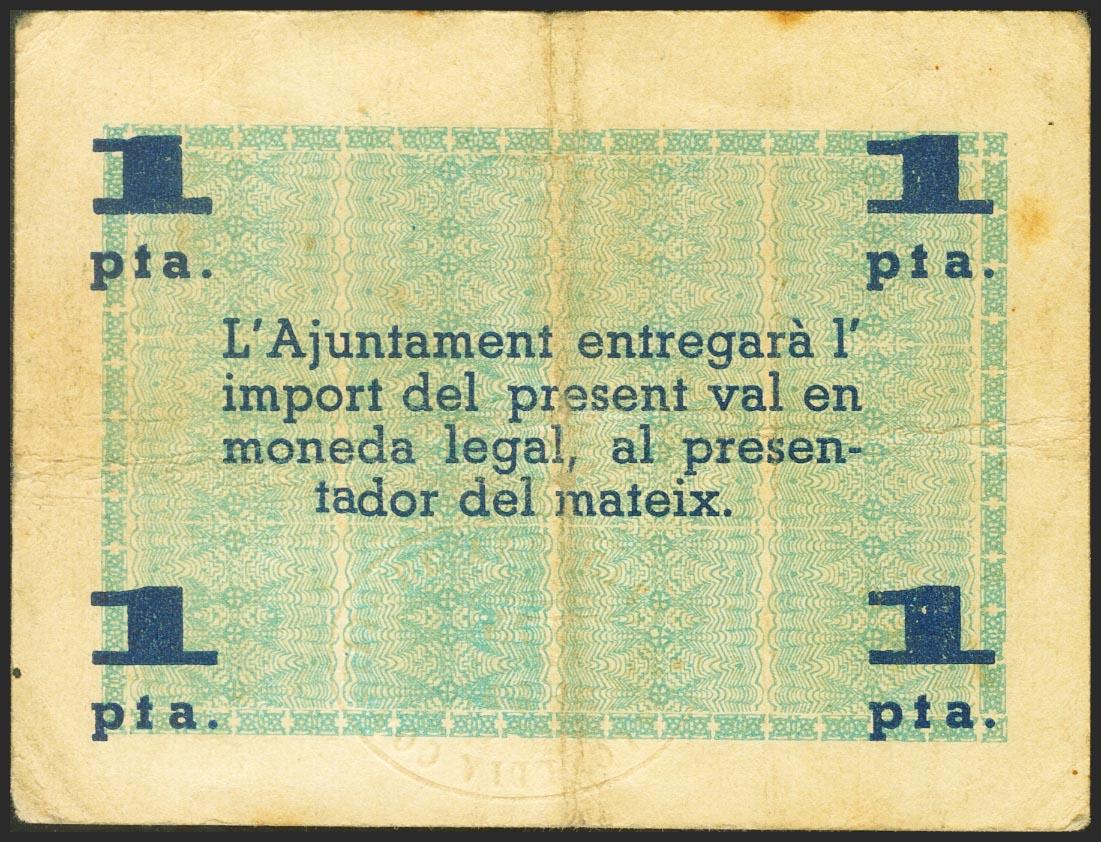 1 1
pta. pta.
L'Ajuntament entregarà l'
import del present val en
moneda legal, al presen-
tador del mateix.
1 1
pta. pta.